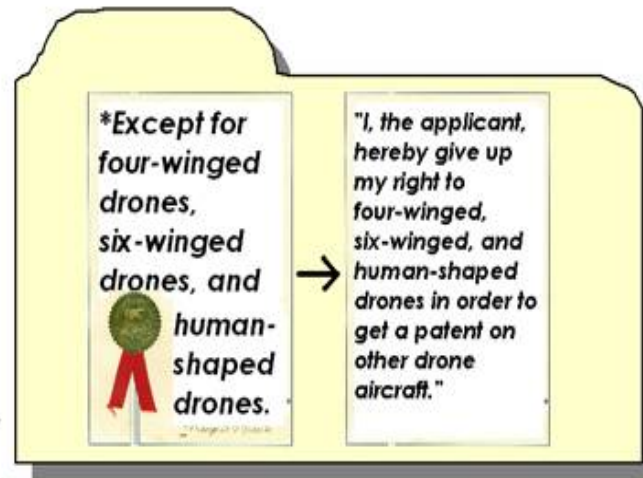 *Except for
four-winged
drones,
six-winged
drones, and
human-
shaped
drones.
"I, the applicant,
hereby give up
my right to
four-winged,
six-winged, and
human-shaped
drones in order to
get a patent on
other drone
aircraft."